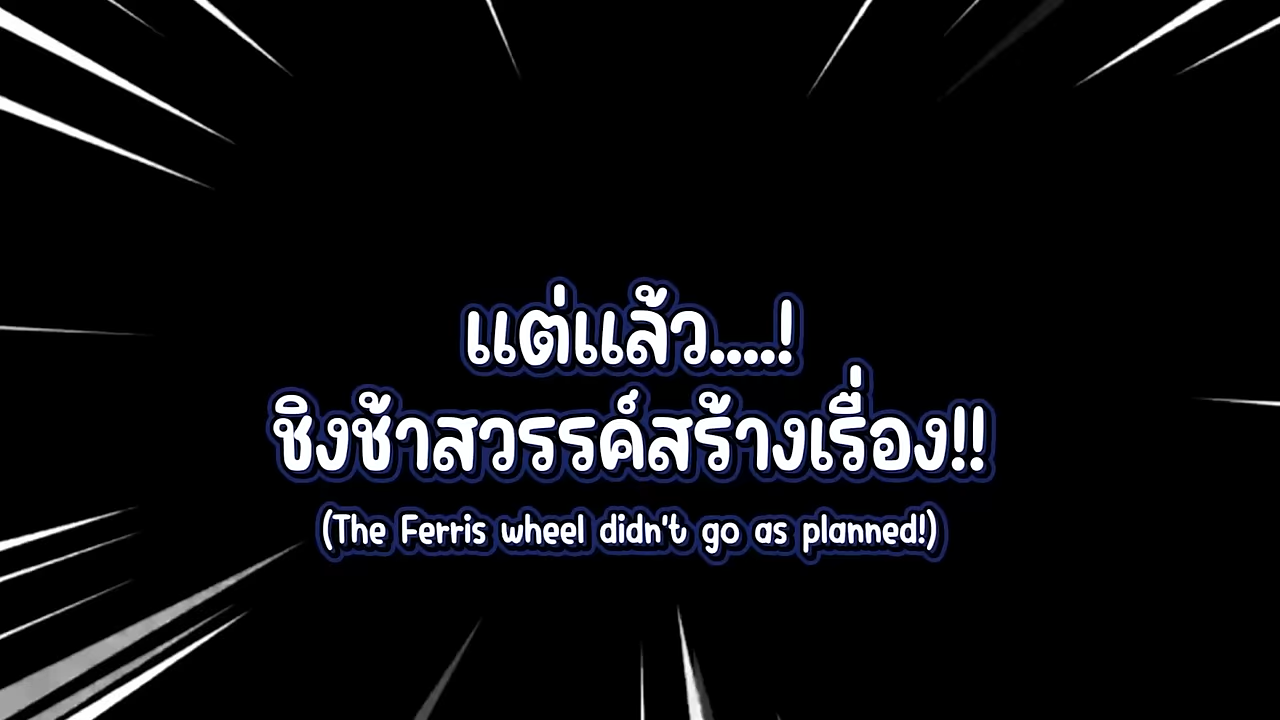 แต่แล้ว....!
ชิงช้าสวรรค์สร้างเรื่อง!!
(The Ferris wheel didn't go as planned!)